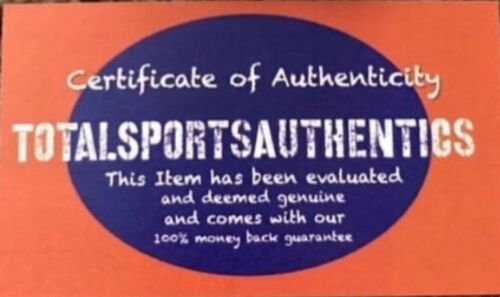 Certificate of Authenticity
TOTALSPORTSAUTHENTICS
This Item has been evaluated
and deemed genuine
and comes with our
100% money back guarantee